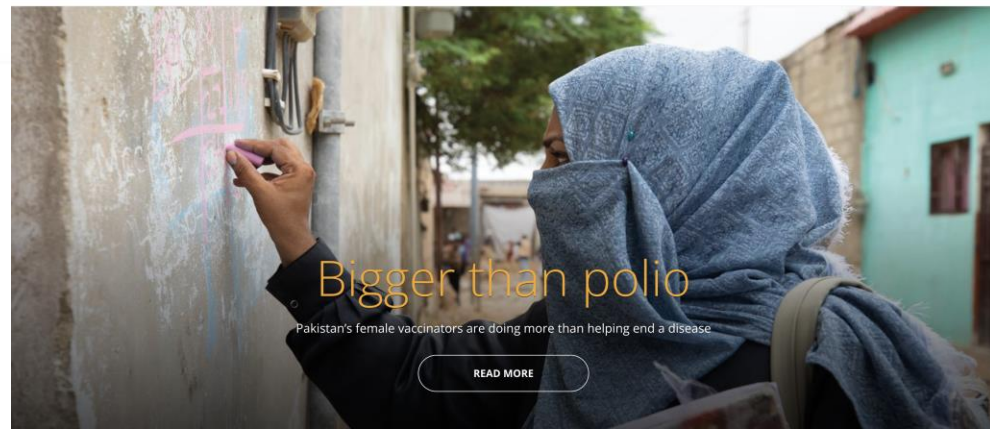 Bigger than polio
Pakistan's female vaccinators are doing more than helping end a disease
READ MORE